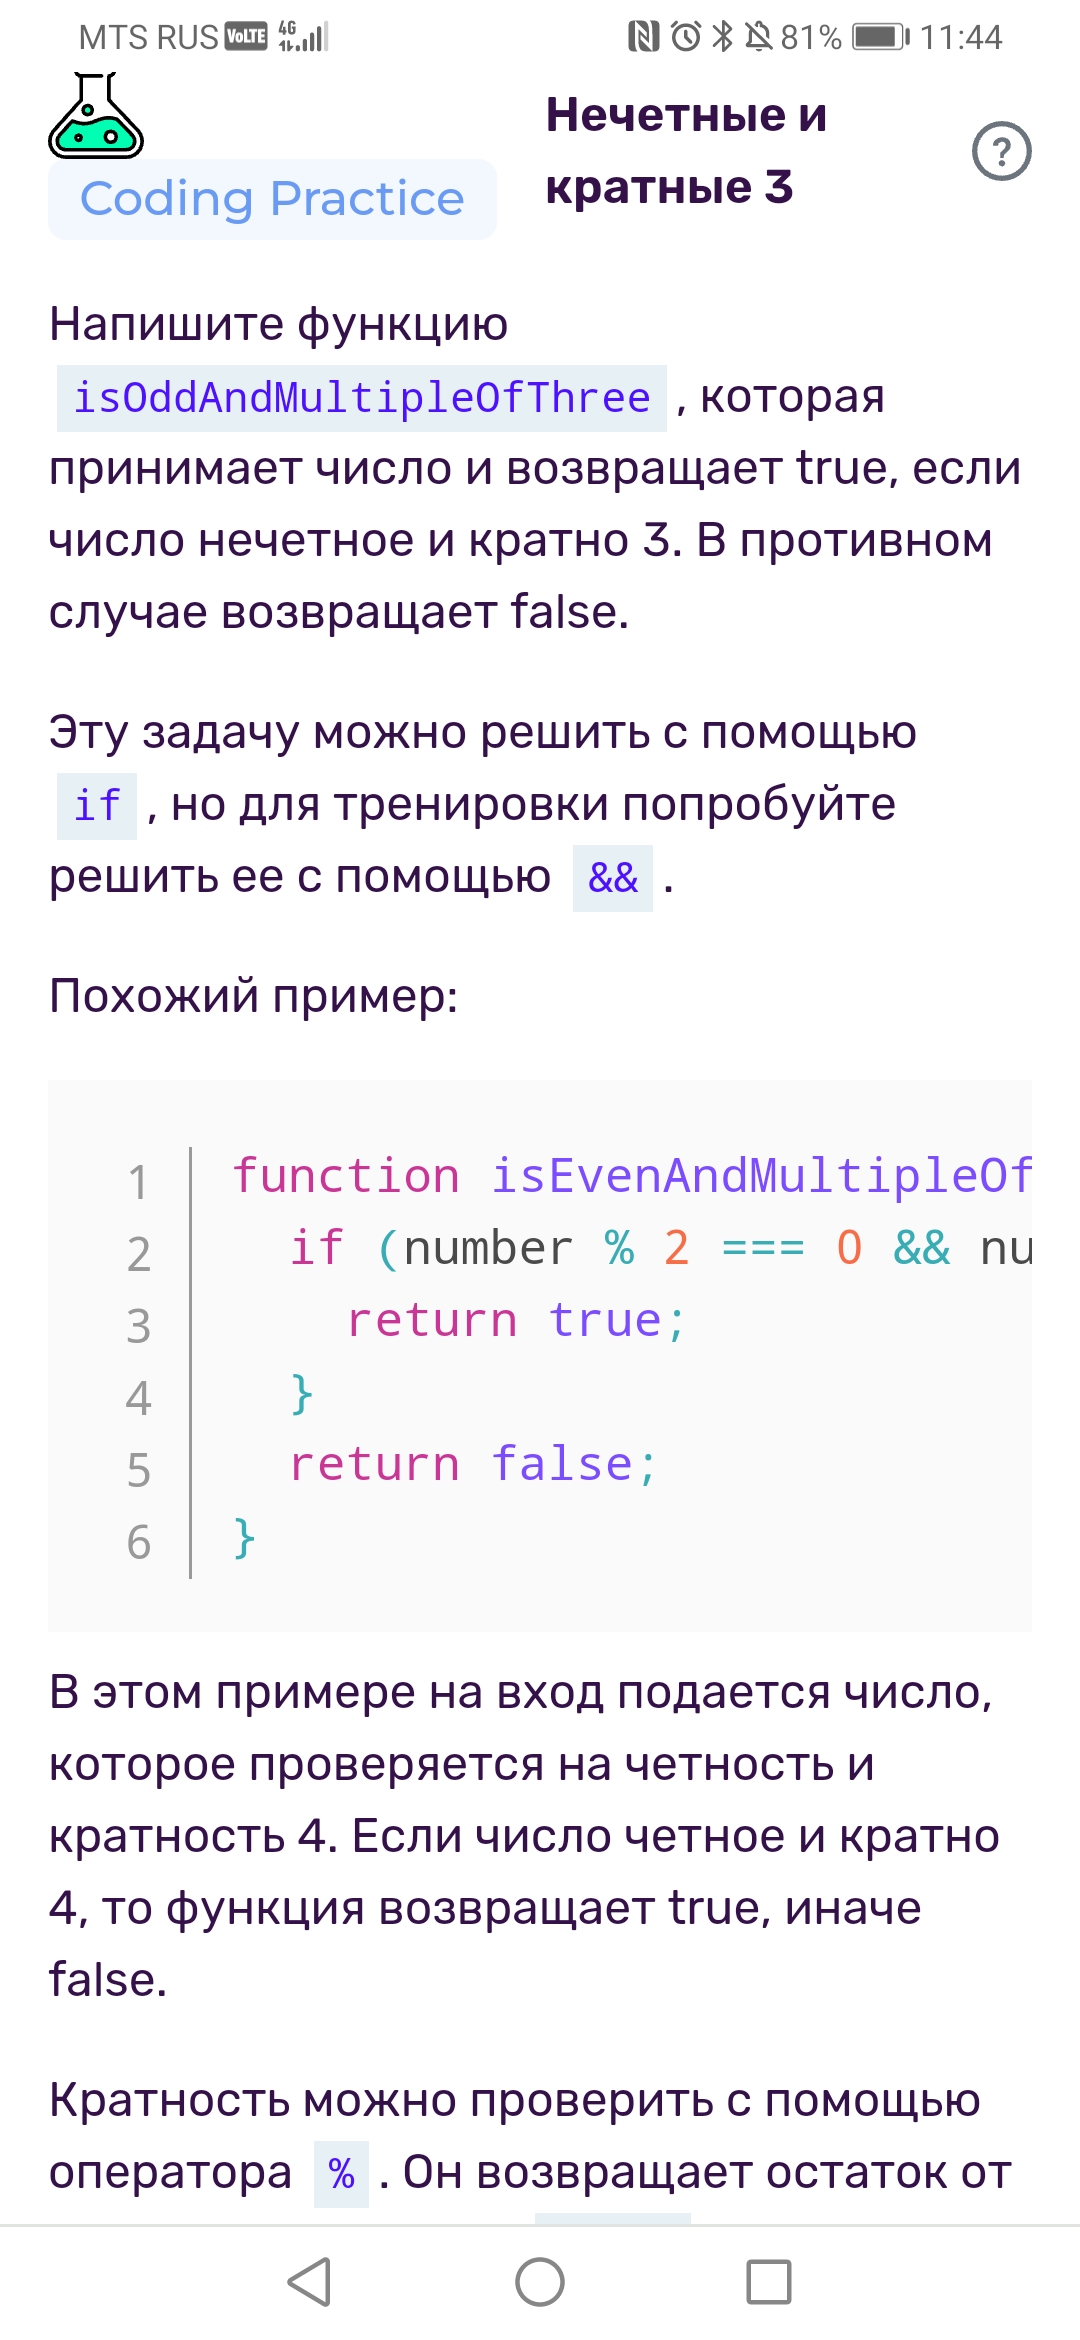 MTS RUS VoLTE 4G 81% 11:44
Нечетные и
кратные 3
?
Coding Practice
Напишите функцию
isOddAndMultipleOfThree , которая
принимает число и возвращает true, если
число нечетное и кратно 3. В противном
случае возвращает false.
Эту задачу можно решить с помощью
if , но для тренировки попробуйте
решить ее с помощью && .
Похожий пример:
1 function isEvenAndMultipleOf
2 if (number % 2 === 0 && nu
3 return true;
4 }
5 return false;
6 }
В этом примере на вход подается число,
которое проверяется на четность и
кратность 4. Если число четное и кратно
4, то функция возвращает true, иначе
false.
Кратность можно проверить с помощью
оператора % . Он возвращает остаток от